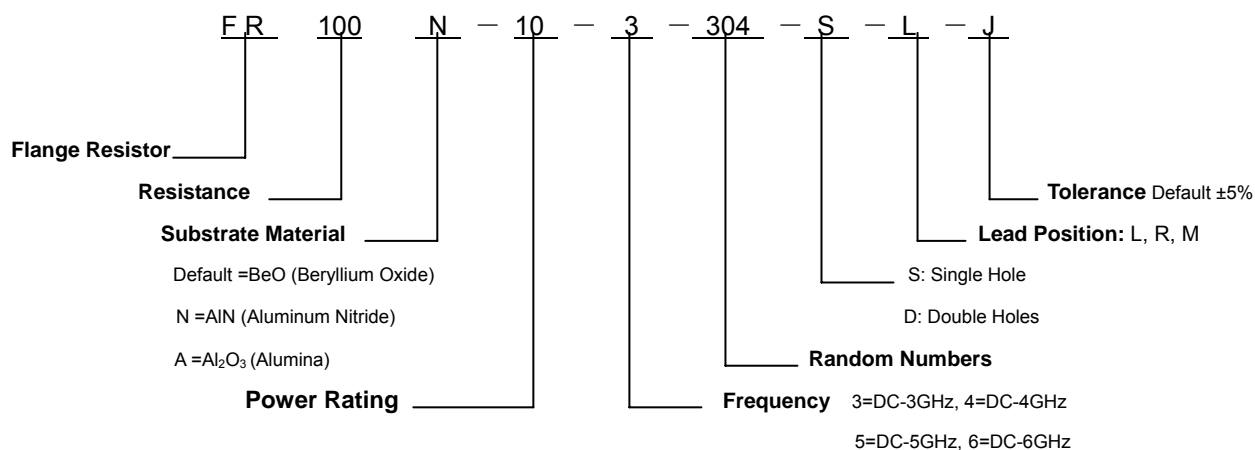 FR 100 N － 10 － 3 － 304 － S － L － J
Flange Resistor
Resistance
Tolerance Default ±5%
Substrate Material
Lead Position: L, R, M
Default =BeO (Beryllium Oxide)
S: Single Hole
N =AlN (Aluminum Nitride)
D: Double Holes
A =Al₂O₃ (Alumina)
Random Numbers
Power Rating
Frequency 3=DC-3GHz, 4=DC-4GHz
5=DC-5GHz, 6=DC-6GHz